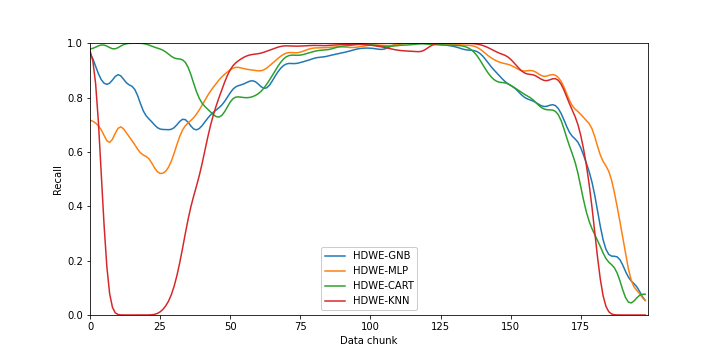 1.0
0.8
0.6
0.4
0.2
0.0
Recall
HDWE-GNB
HDWE-MLP
HDWE-CART
HDWE-KNN
0 25 50 75 100 125 150 175
Data chunk